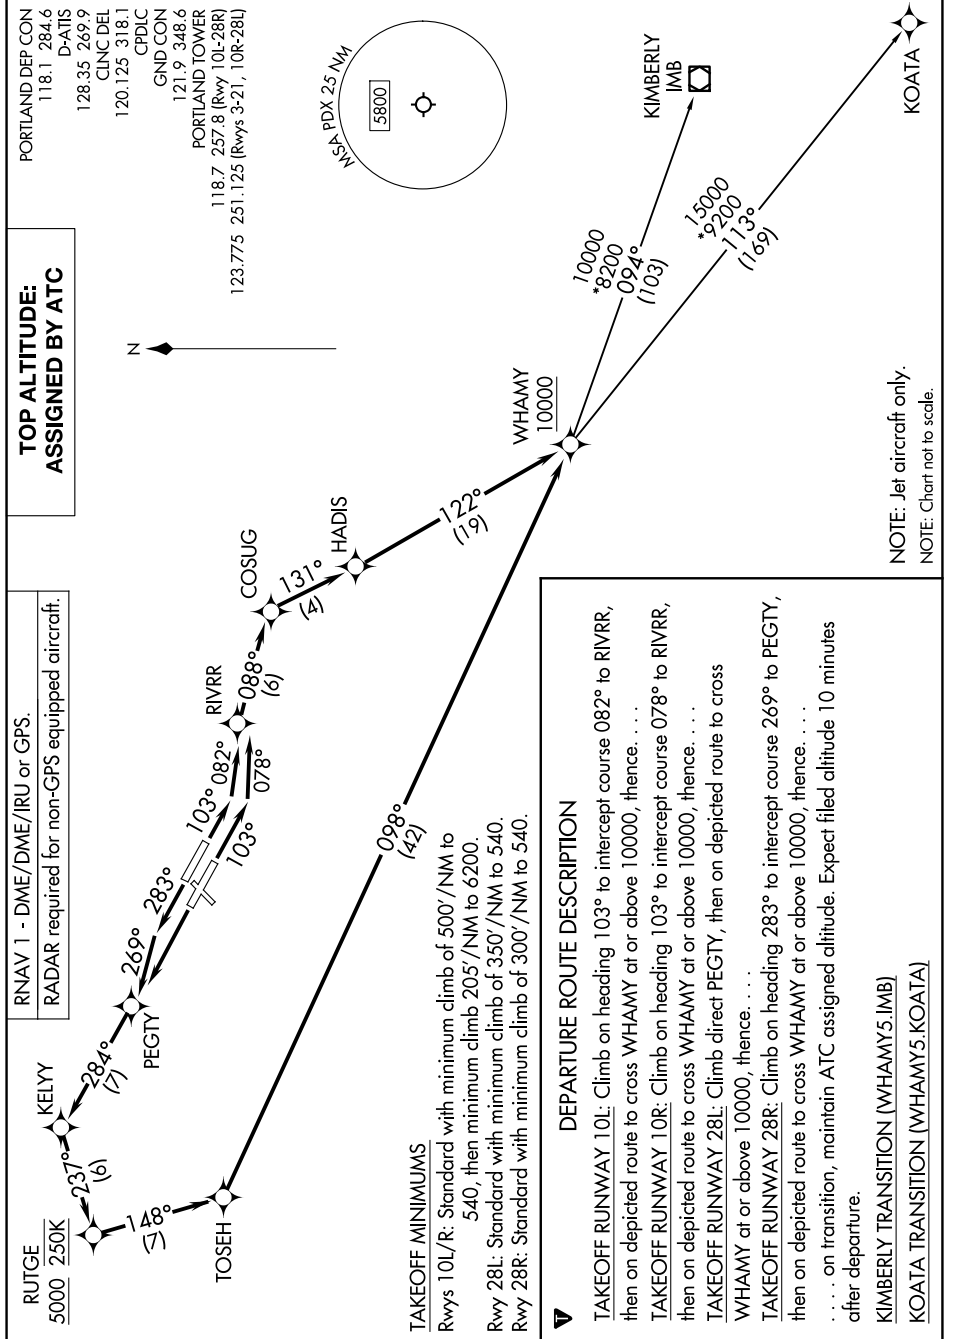 RNAV 1 - DME/DME/IRU or GPS.
RADAR required for non-GPS equipped aircraft.
TOP ALTITUDE:
ASSIGNED BY ATC
PORTLAND DEP CON
118.1 284.6
D-ATIS
128.35 269.9
CLNC DEL
120.125 318.1
CPDLC
GND CON
121.9 348.6
PORTLAND TOWER
118.7 257.8 (Rwy 10L-28R)
123.775 251.125 (Rwys 3-21, 10R-28L)
N
MSA PDX 25 NM
5800
RUTGE
5000 250K
KELYY
237°
(6)
284°
(7)
PEGTY
269°
283°
103°
082°
103°
078°
RIVRR
088°
(6)
COSUG
131°
(4)
HADIS
122°
(19)
148°
(7)
TOSEH
098°
(42)
WHAMY
10000
10000
*8200
094°
(103)
KIMBERLY
IMB
15000
*9200
113°
(169)
KOATA
TAKEOFF MINIMUMS
Rwys 10L/R: Standard with minimum climb of 500'/NM to
540, then minimum climb 205'/NM to 6200.
Rwy 28L: Standard with minimum climb of 350'/NM to 540.
Rwy 28R: Standard with minimum climb of 300'/NM to 540.
NOTE: Jet aircraft only.
NOTE: Chart not to scale.
T
DEPARTURE ROUTE DESCRIPTION
TAKEOFF RUNWAY 10L: Climb on heading 103° to intercept course 082° to RIVRR,
then on depicted route to cross WHAMY at or above 10000, thence. . . .
TAKEOFF RUNWAY 10R: Climb on heading 103° to intercept course 078° to RIVRR,
then on depicted route to cross WHAMY at or above 10000, thence. . . .
TAKEOFF RUNWAY 28L: Climb direct PEGTY, then on depicted route to cross
WHAMY at or above 10000, thence. . . .
TAKEOFF RUNWAY 28R: Climb on heading 283° to intercept course 269° to PEGTY,
then on depicted route to cross WHAMY at or above 10000, thence. . . .
. . . . on transition, maintain ATC assigned altitude. Expect filed altitude 10 minutes
after departure.
KIMBERLY TRANSITION (WHAMY5.IMB)
KOATA TRANSITION (WHAMY5.KOATA)